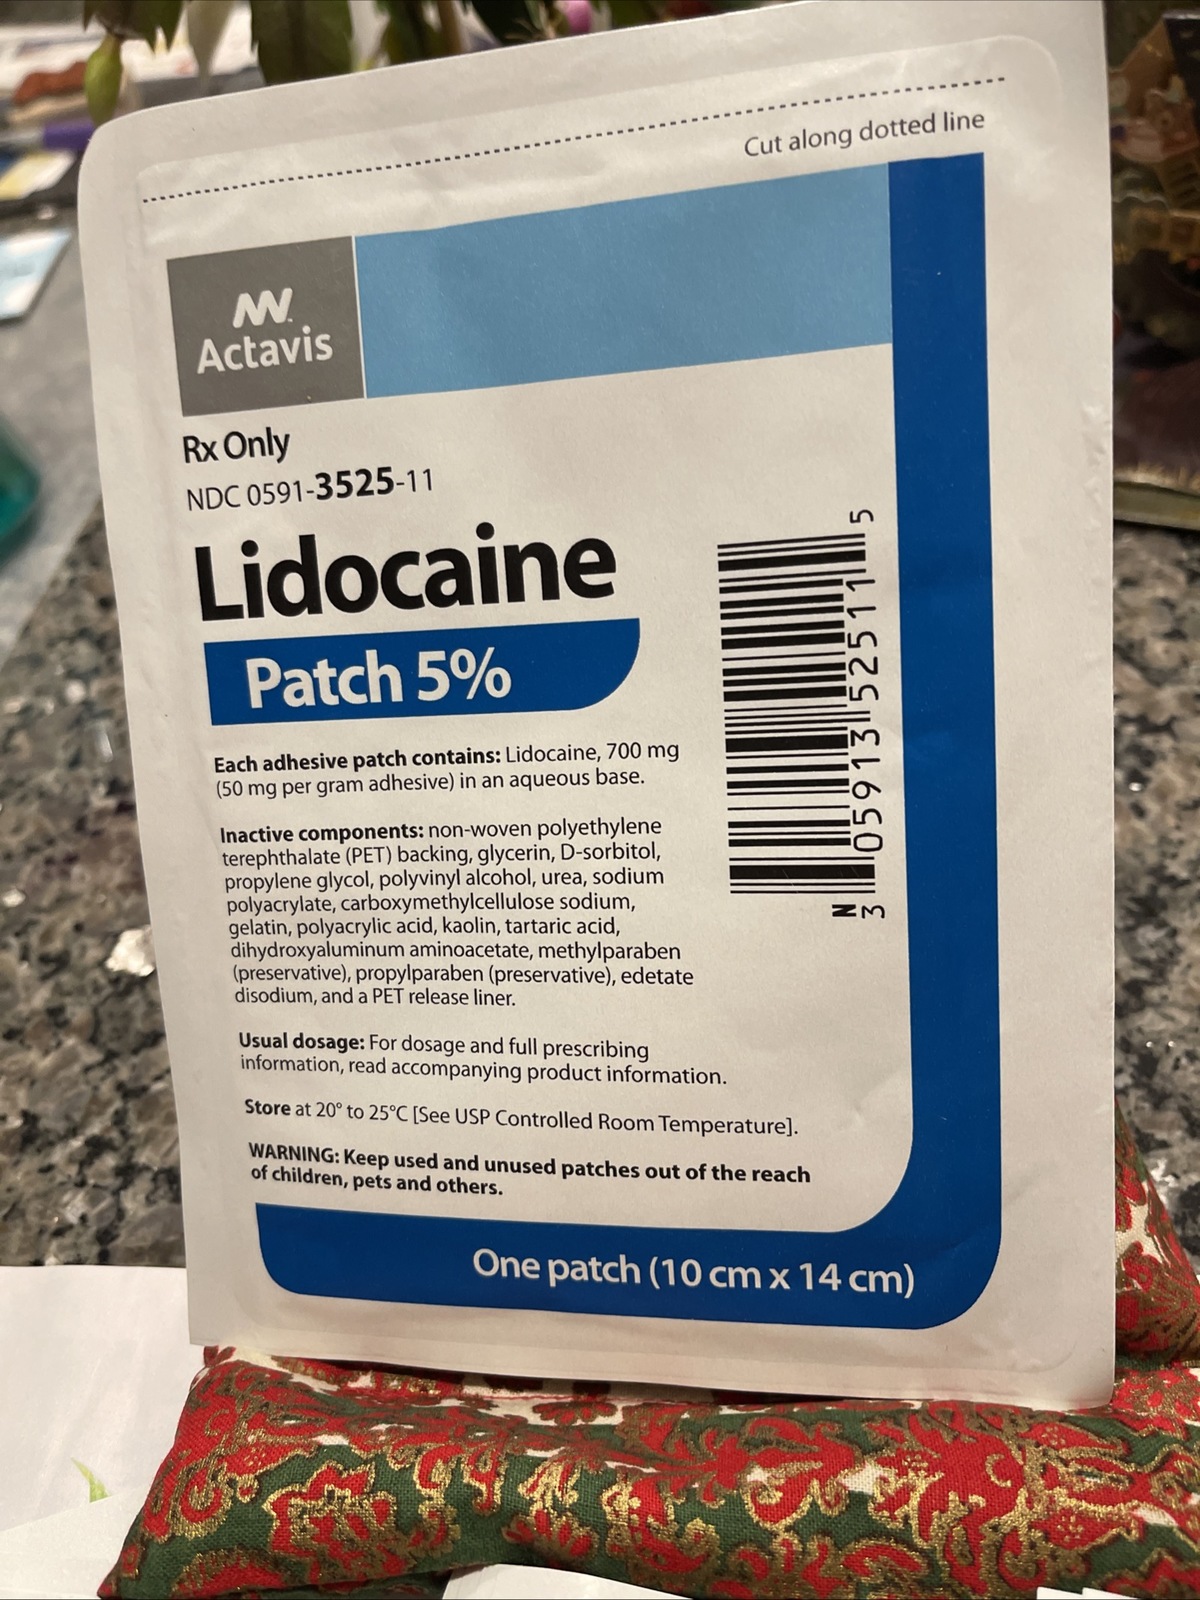 Cut along dotted line
Actavis
Rx Only
NDC 0591-3525-11
Lidocaine
Patch 5%
Each adhesive patch contains: Lidocaine, 700 mg
(50 mg per gram adhesive) in an aqueous base.
Inactive components: non-woven polyethylene
terephthalate (PET) backing, glycerin, D-sorbitol,
propylene glycol, polyvinyl alcohol, urea, sodium
polyacrylate, carboxymethylcellulose sodium,
gelatin, polyacrylic acid, kaolin, tartaric acid,
dihydroxyaluminum aminoacetate, methylparaben
(preservative), propylparaben (preservative), edetate
disodium, and a PET release liner.
Usual dosage: For dosage and full prescribing
information, read accompanying product information.
Store at 20° to 25°C [See USP Controlled Room Temperature].
WARNING: Keep used and unused patches out of the reach
of children, pets and others.
One patch (10 cm x 14 cm)
N
3 05913 52511 5